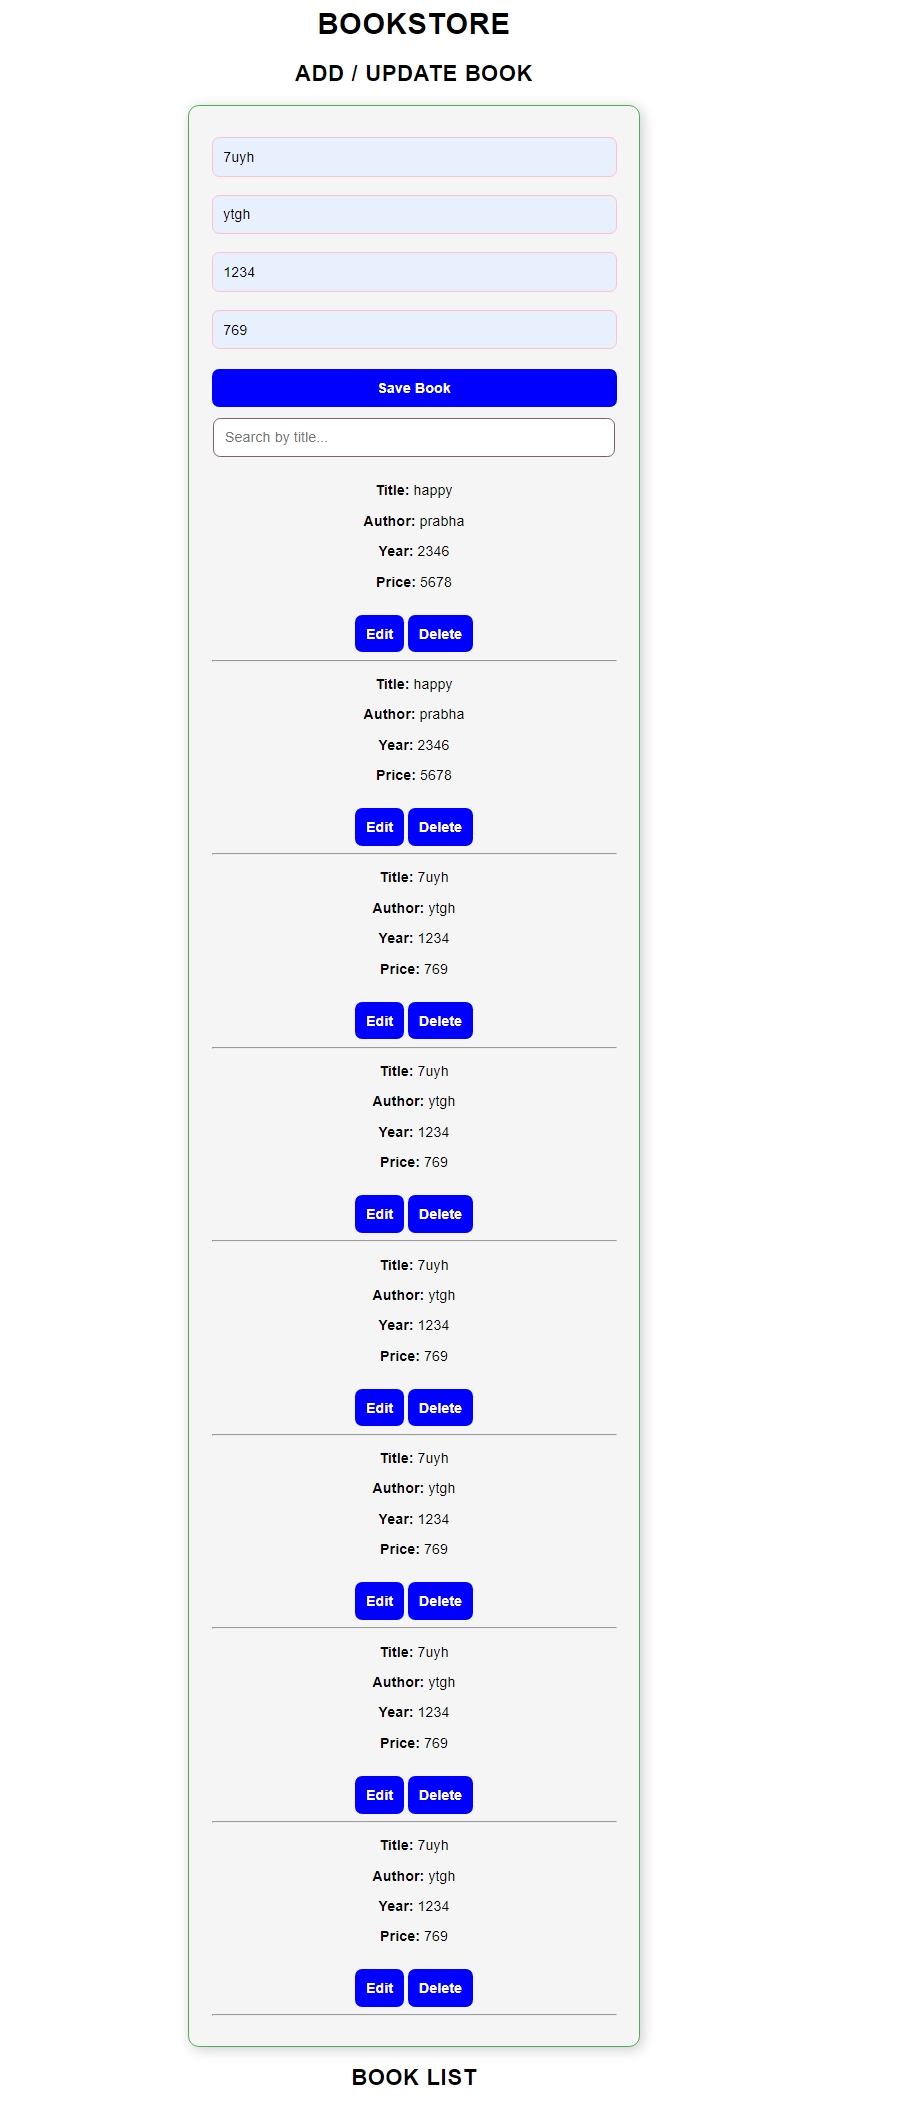 BOOKSTORE
ADD / UPDATE BOOK
7uyh
ytgh
1234
769
Save Book
Search by title...
Title: happy
Author: prabha
Year: 2346
Price: 5678
Edit Delete
Title: happy
Author: prabha
Year: 2346
Price: 5678
Edit Delete
Title: 7uyh
Author: ytgh
Year: 1234
Price: 769
Edit Delete
Title: 7uyh
Author: ytgh
Year: 1234
Price: 769
Edit Delete
Title: 7uyh
Author: ytgh
Year: 1234
Price: 769
Edit Delete
Title: 7uyh
Author: ytgh
Year: 1234
Price: 769
Edit Delete
Title: 7uyh
Author: ytgh
Year: 1234
Price: 769
Edit Delete
Title: 7uyh
Author: ytgh
Year: 1234
Price: 769
Edit Delete
BOOK LIST